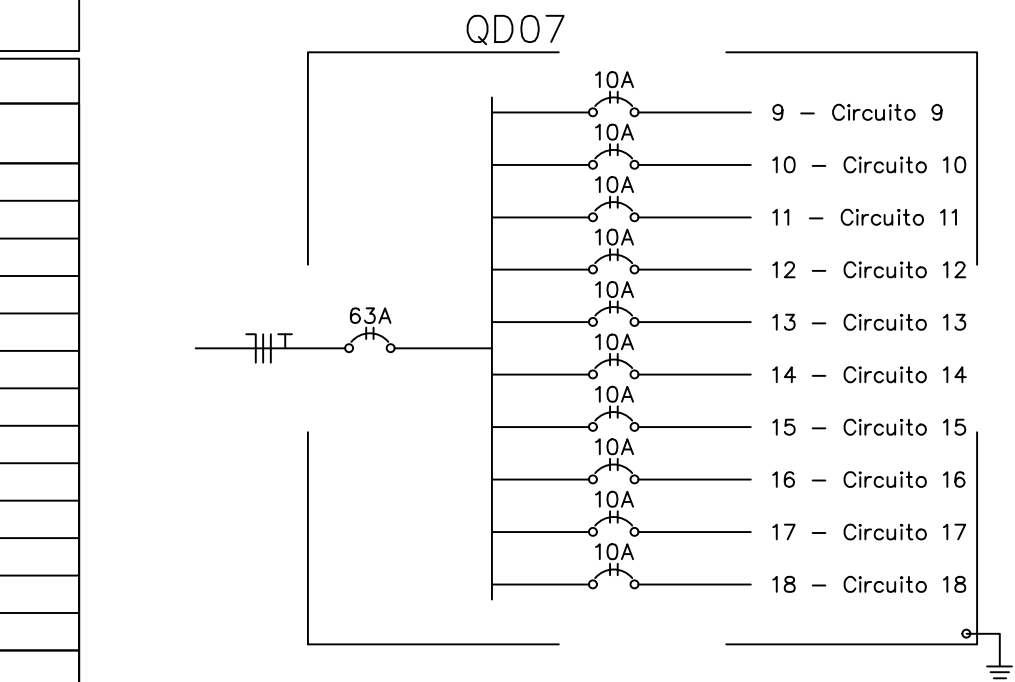 QD07
10A
9 - Circuito 9
10A
10 - Circuito 10
10A
11 - Circuito 11
10A
12 - Circuito 12
10A
13 - Circuito 13
63A
10A
14 - Circuito 14
10A
15 - Circuito 15
10A
16 - Circuito 16
10A
17 - Circuito 17
10A
18 - Circuito 18